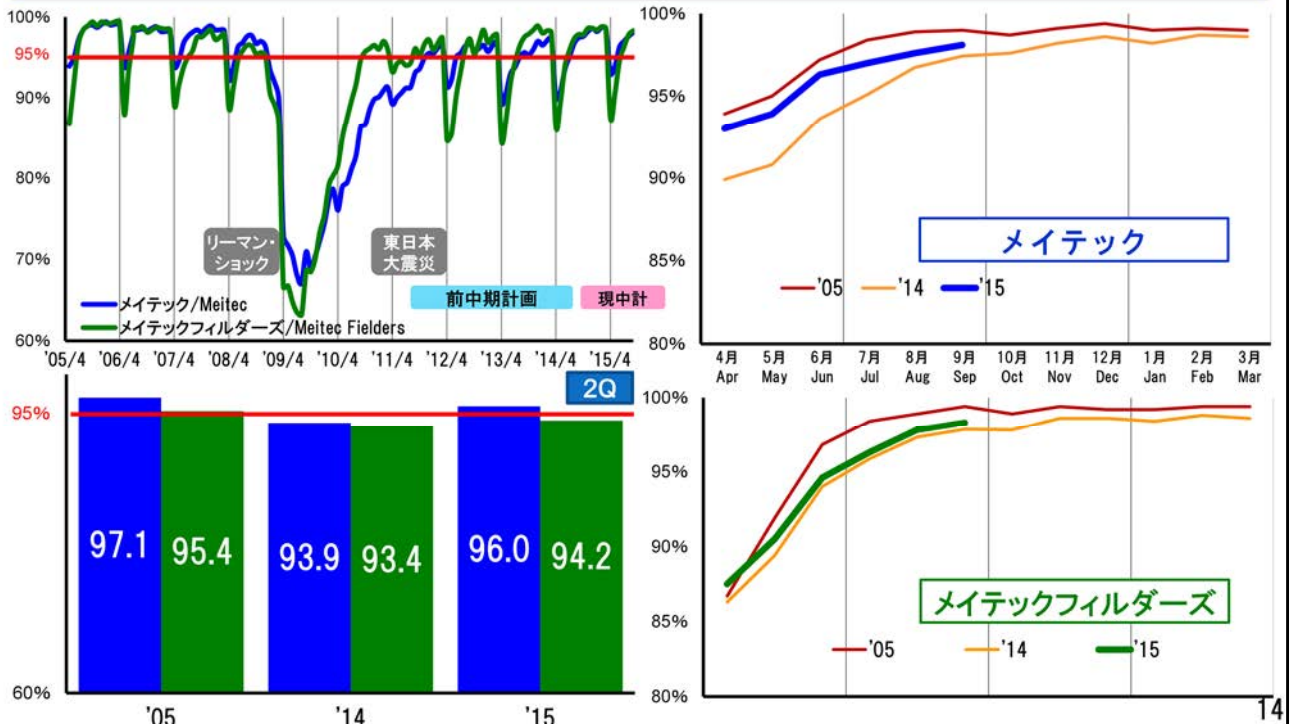 100%
95%
90%
80%
70%
60%
リーマン・
ショック
東日本
大震災
前中期計画
現中計
メイテック/Meitec
メイテックフィルダーズ/Meitec Fielders
'05/4 '06/4 '07/4 '08/4 '09/4 '10/4 '11/4 '12/4 '13/4 '14/4 '15/4
100%
95%
90%
85%
80%
メイテック
'05 '14 '15
4月 5月 6月 7月 8月 9月 10月 11月 12月 1月 2月 3月
Apr May Jun Jul Aug Sep Oct Nov Dec Jan Feb Mar
2Q
95%
97.1 95.4 93.9 93.4 96.0 94.2
60%
'05 '14 '15
100%
95%
90%
85%
80%
メイテックフィルダーズ
'05 '14 '15
14